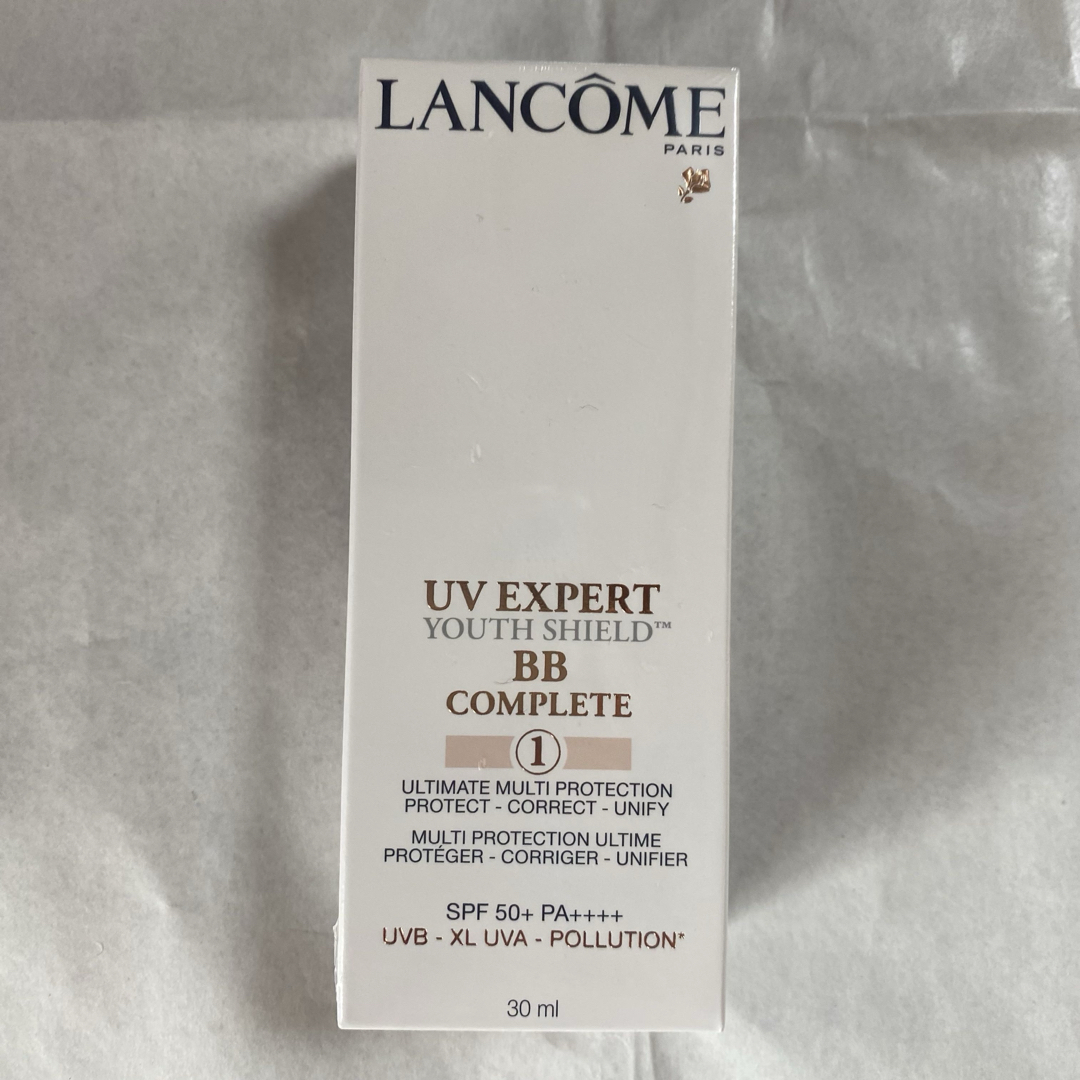 LANCÔME
PARIS
UV EXPERT
YOUTH SHIELD™
BB
COMPLETE
1
ULTIMATE MULTI PROTECTION
PROTECT - CORRECT - UNIFY
MULTI PROTECTION ULTIME
PROTÉGER - CORRIGER - UNIFIER
SPF 50+ PA++++
UVB - XL UVA - POLLUTION*
30 ml